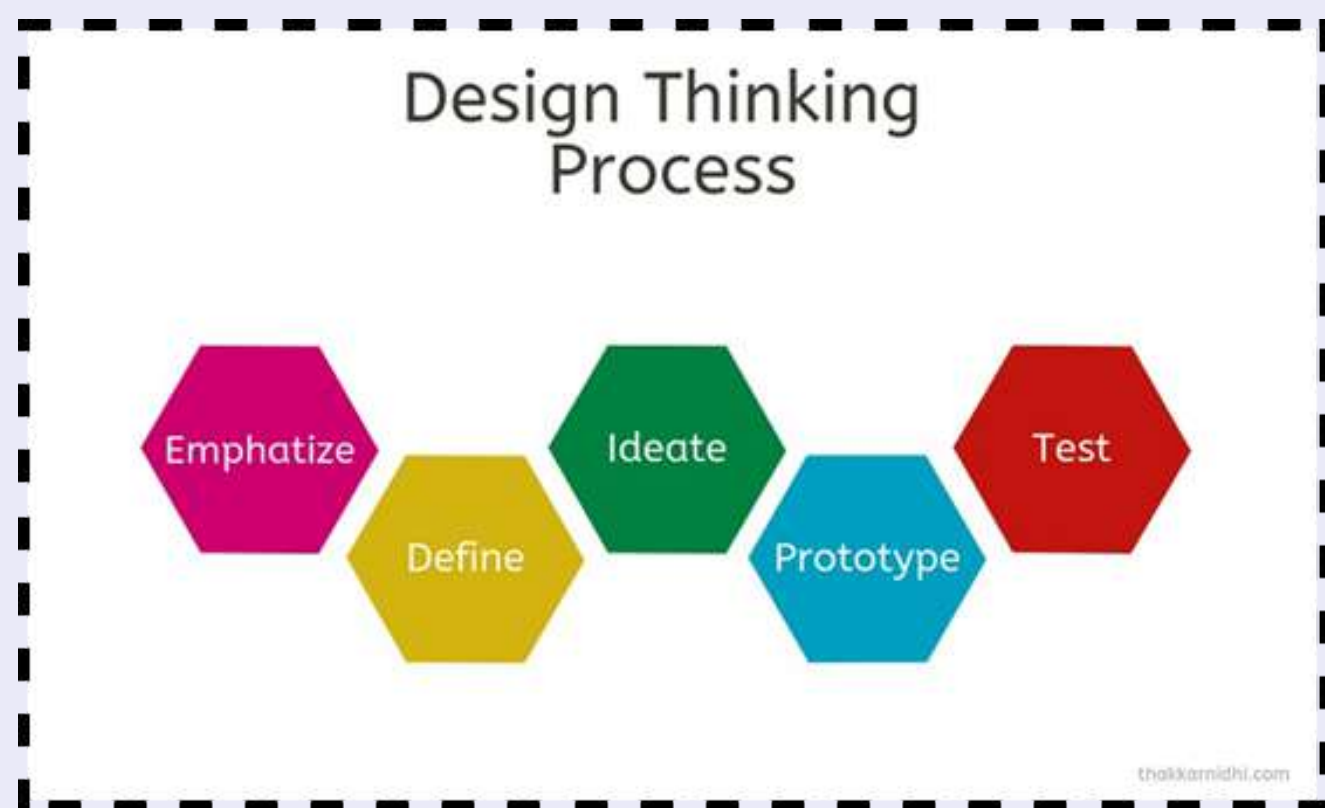 Design Thinking
Process
Emphatize
Define
Ideate
Prototype
Test
thakkarnidhi.com